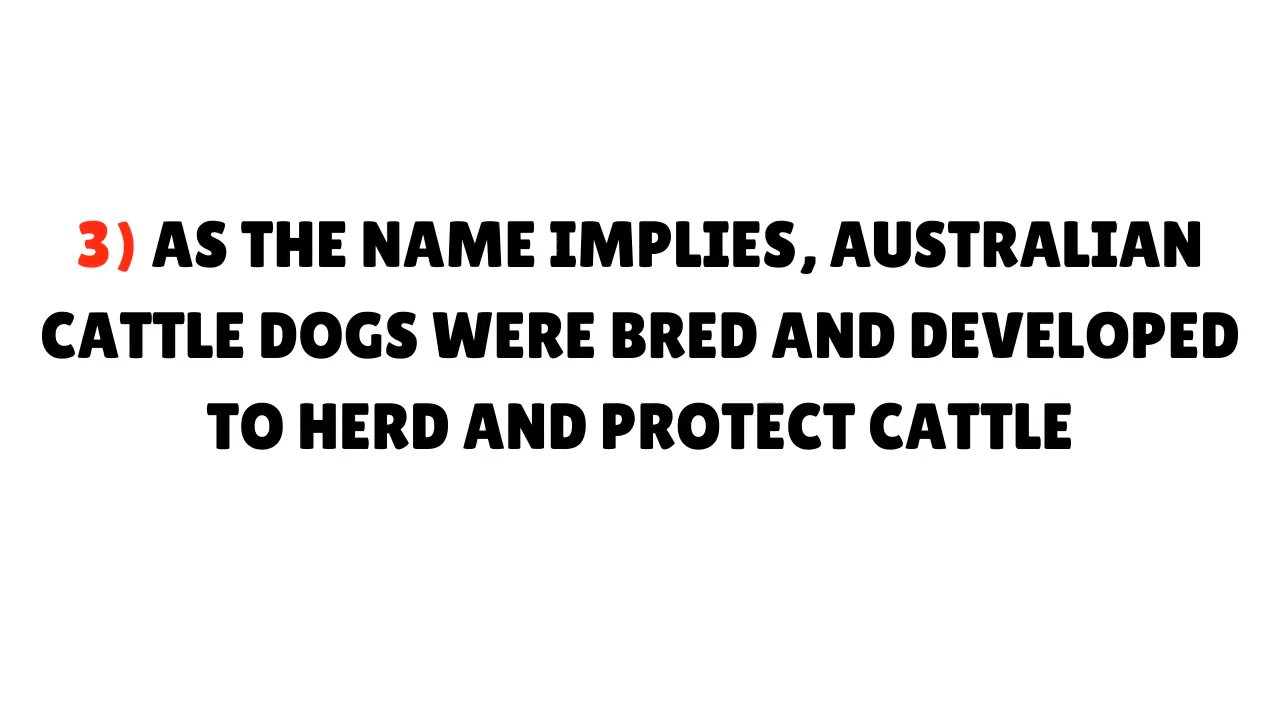 3) AS THE NAME IMPLIES, AUSTRALIAN
CATTLE DOGS WERE BRED AND DEVELOPED
TO HERD AND PROTECT CATTLE